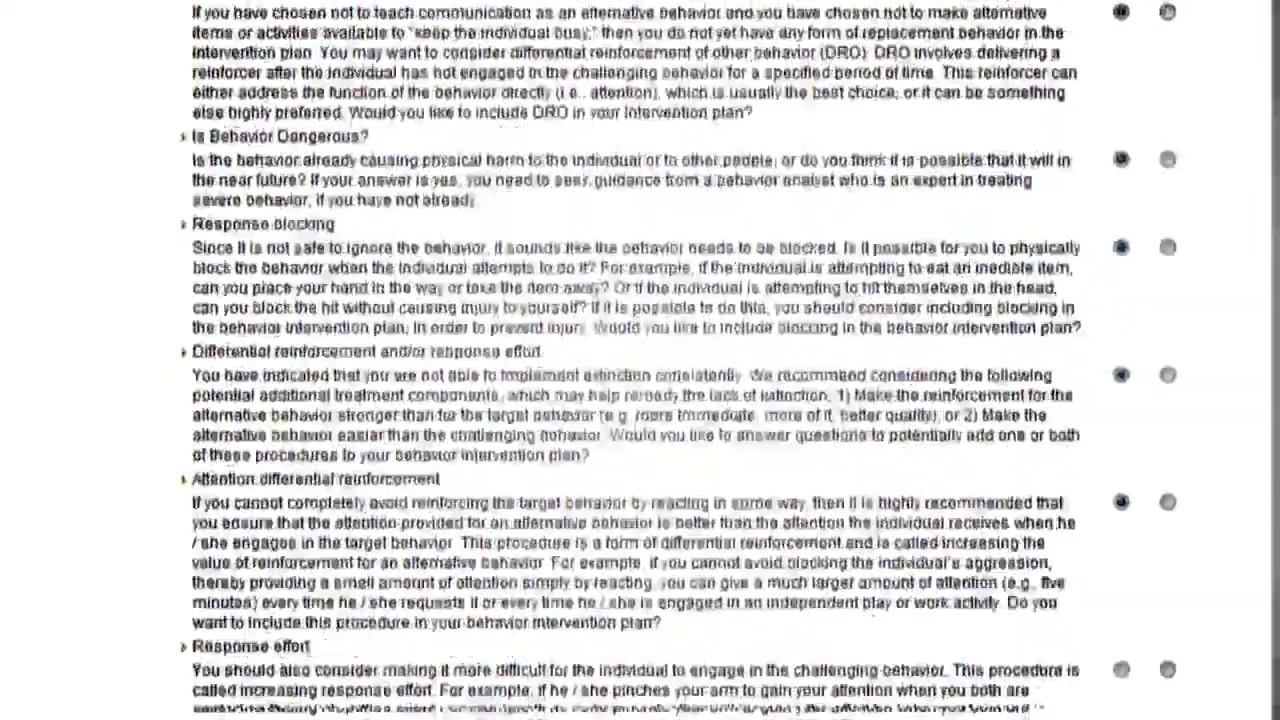 If you have chosen not to teach communication as an alternative behavior and you have chosen not to make alternative
items or activities available to "keep the individual busy," then you do not yet have any form of replacement behavior in the
intervention plan. You may want to consider differential reinforcement of other behavior (DRO). DRO involves delivering a
reinforcer after the individual has not engaged in the challenging behavior for a specified period of time. This reinforcer can
either address the function of the behavior directly (i.e., attention), which is usually the best choice, or it can be something
else highly preferred. Would you like to include DRO in your intervention plan?
Is Behavior Dangerous?
Is the behavior already causing physical harm to the individual or to other people, or do you think it is possible that it will in
the near future? If your answer is yes, you need to seek guidance from a behavior analyst who is an expert in treating
severe behavior, if you have not already.
Response blocking
Since it is not safe to ignore the behavior, it sounds like the behavior needs to be blocked. Is it possible for you to physically
block the behavior when the individual attempts to do it? For example, if the individual is attempting to eat an inedible item,
can you place your hand in the way or take the item away? Or if the individual is attempting to hit themselves in the head,
can you block the hit without causing injury to yourself? If it is possible to do this, you should consider including blocking in
the behavior intervention plan, in order to prevent injury. Would you like to include blocking in the behavior intervention plan?
Differential reinforcement and/or response effort
You have indicated that you are not able to implement extinction consistently. We recommend considering the following
potential additional treatment components, which may help remedy the lack of extinction. 1) Make the reinforcement for the
alternative behavior stronger than for the target behavior (e.g. more immediate, more of it, better quality), or 2) Make the
alternative behavior easier than the challenging behavior. Would you like to answer questions to potentially add one or both
of these procedures to your behavior intervention plan?
Attention differential reinforcement
If you cannot completely avoid reinforcing the target behavior by reacting in some way, then it is highly recommended that
you ensure that the attention provided for an alternative behavior is better than the attention the individual receives when he
/ she engages in the target behavior. This procedure is a form of differential reinforcement and is called increasing the
value of reinforcement for an alternative behavior. For example, if you cannot avoid blocking the individual's aggression,
thereby providing a small amount of attention simply by reacting, you can give a much larger amount of attention (e.g., five
minutes) every time he / she requests it or every time he / she is engaged in an independent play or work activity. Do you
want to include this procedure in your behavior intervention plan?
Response effort
You should also consider making it more difficult for the individual to engage in the challenging behavior. This procedure is
called increasing response effort. For example, if he / she pinches your arm to gain your attention when you both are